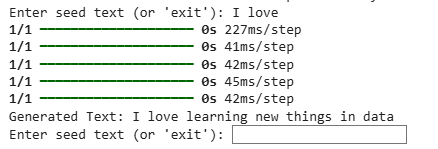 Enter seed text (or 'exit'): I love
1/1 ━━━━━━━━━━━━━━━━━━━━ 0s 227ms/step
1/1 ━━━━━━━━━━━━━━━━━━━━ 0s 41ms/step
1/1 ━━━━━━━━━━━━━━━━━━━━ 0s 42ms/step
1/1 ━━━━━━━━━━━━━━━━━━━━ 0s 45ms/step
1/1 ━━━━━━━━━━━━━━━━━━━━ 0s 42ms/step
Generated Text: I love learning new things in data
Enter seed text (or 'exit'):